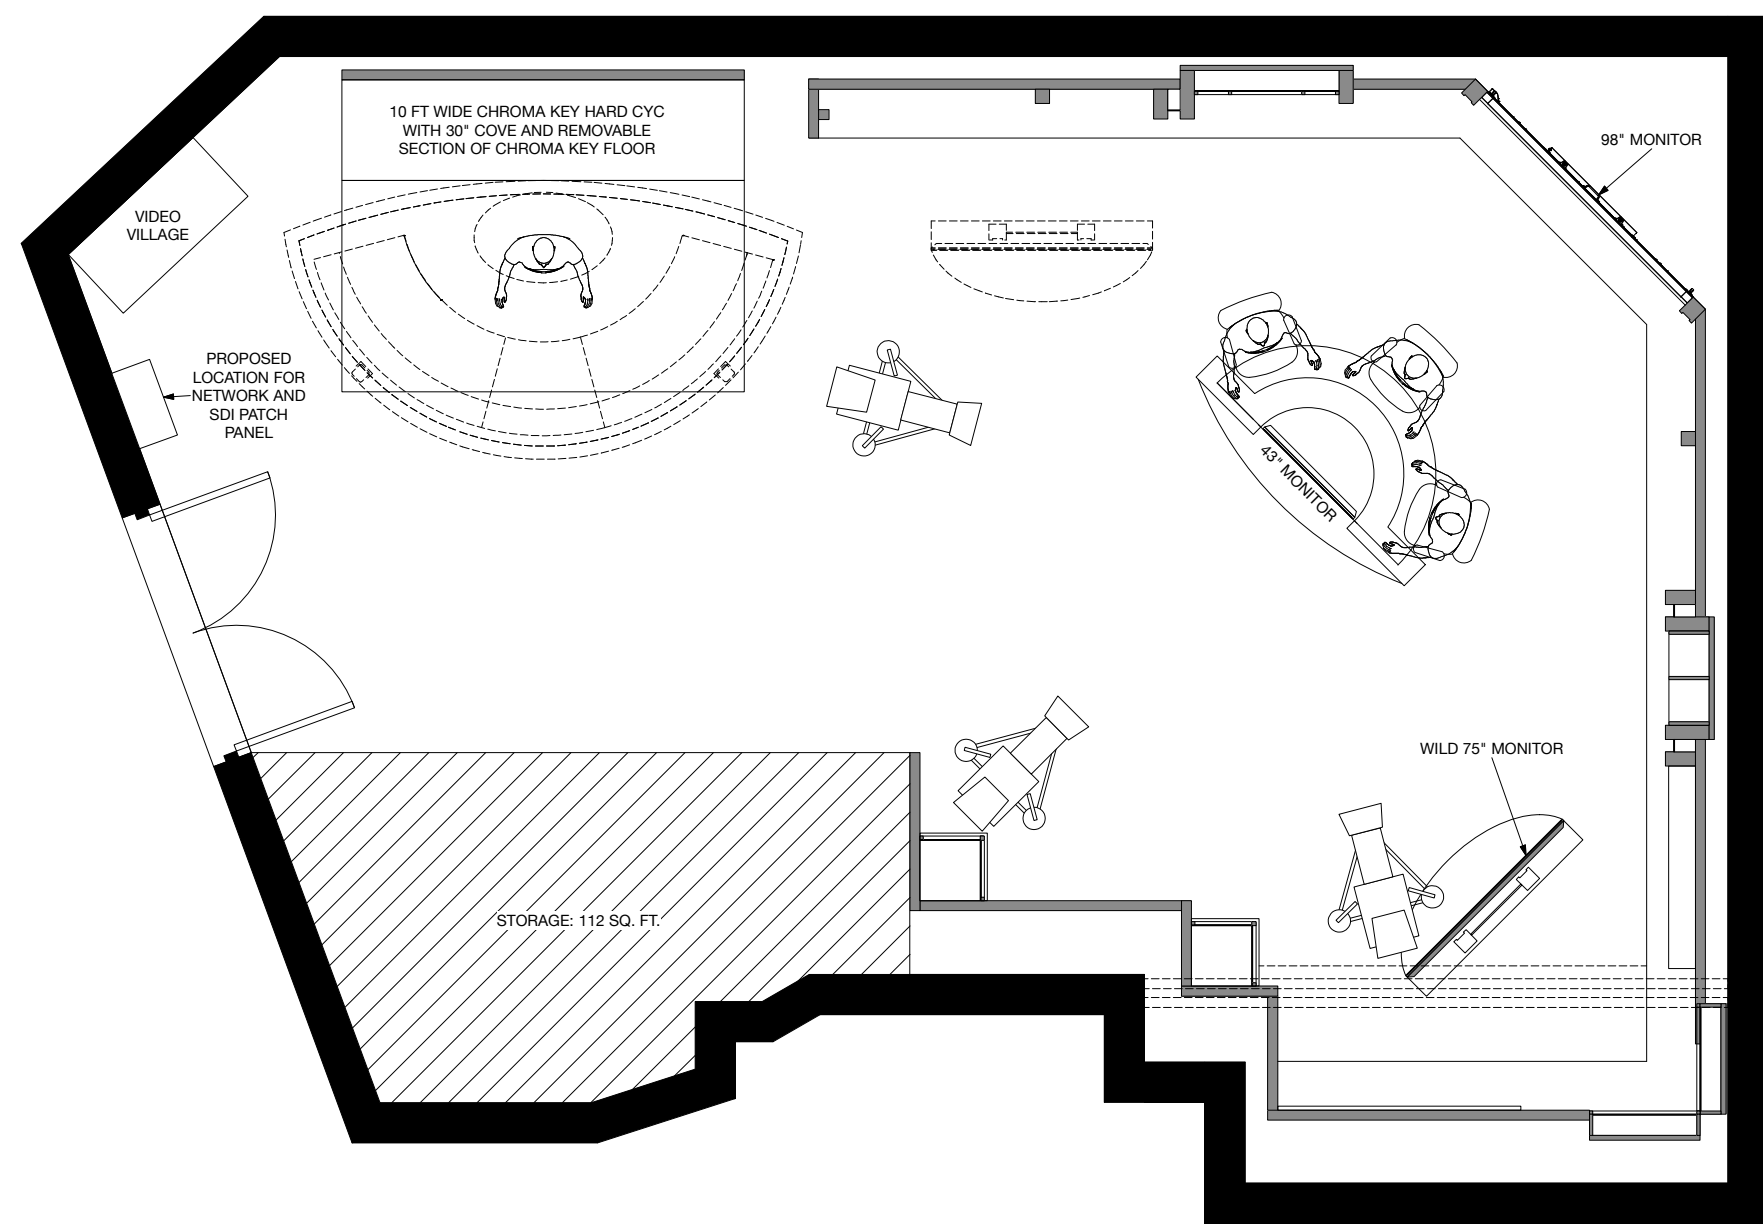 10 FT WIDE CHROMA KEY HARD CYC
WITH 30" COVE AND REMOVABLE
SECTION OF CHROMA KEY FLOOR
98" MONITOR
VIDEO
VILLAGE
PROPOSED
LOCATION FOR
NETWORK AND
SDI PATCH
PANEL
43" MONITOR
WILD 75" MONITOR
STORAGE: 112 SQ. FT.